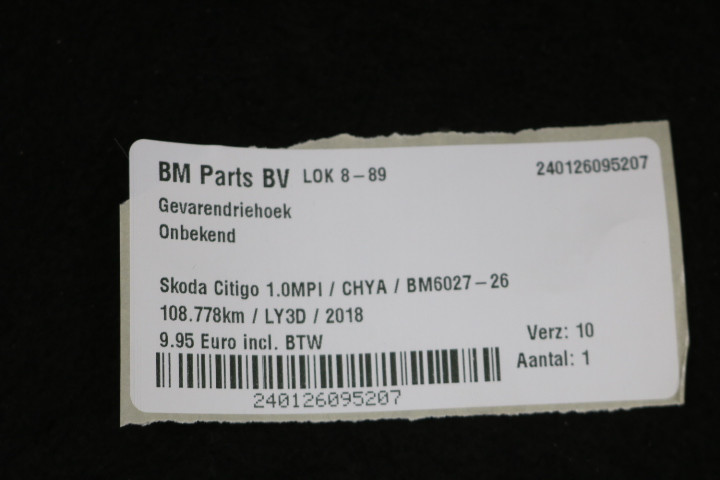 BM Parts BV LOK 8-89 240126095207
Gevarendriehoek
Onbekend
Skoda Citigo 1.0MPI / CHYA / BM6027-26
108.778km / LY3D / 2018
9.95 Euro incl. BTW
Verz: 10
Aantal: 1
240126095207